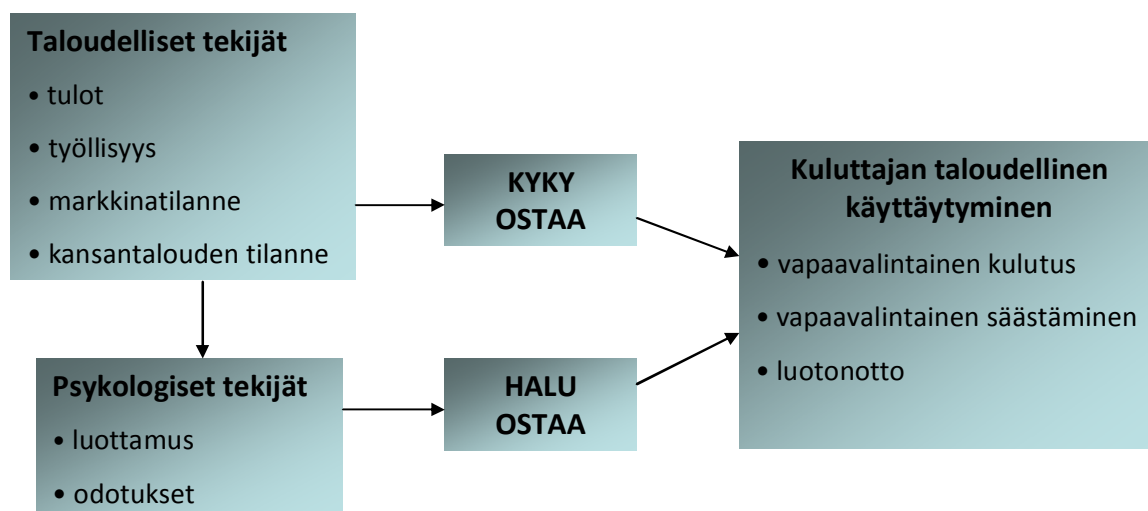 Taloudelliset tekijät
• tulot
• työllisyys
• markkinatilanne
• kansantalouden tilanne
KYKY
OSTAA
Kuluttajan taloudellinen
käyttäytyminen
• vapaavalintainen kulutus
• vapaavalintainen säästäminen
• luotonotto
Psykologiset tekijät
• luottamus
• odotukset
HALU
OSTAA